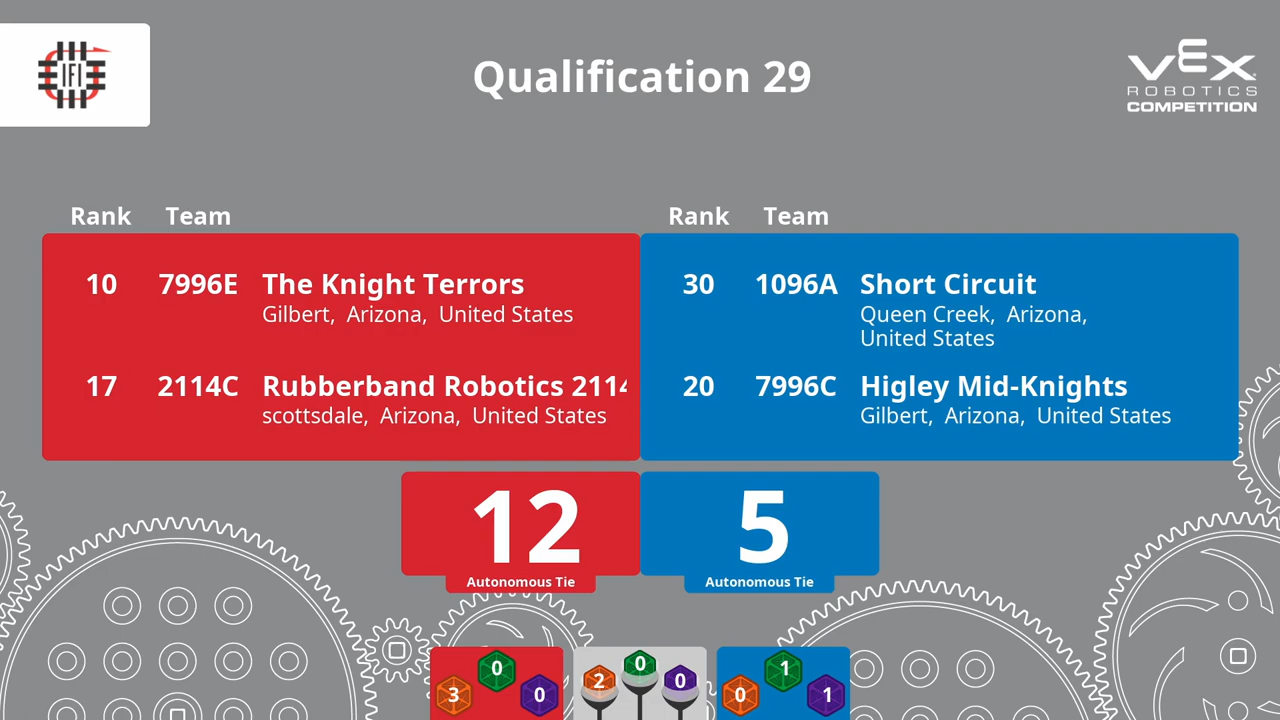 IFI
Qualification 29
VEX
ROBOTICS
COMPETITION
Rank Team
10 7996E The Knight Terrors
Gilbert, Arizona, United States
17 2114C Rubberband Robotics 2114
scottsdale, Arizona, United States
Rank Team
30 1096A Short Circuit
Queen Creek, Arizona,
United States
20 7996C Higley Mid-Knights
Gilbert, Arizona, United States
12 5
Autonomous Tie Autonomous Tie
0 0 1
3 0 2 0 0 1